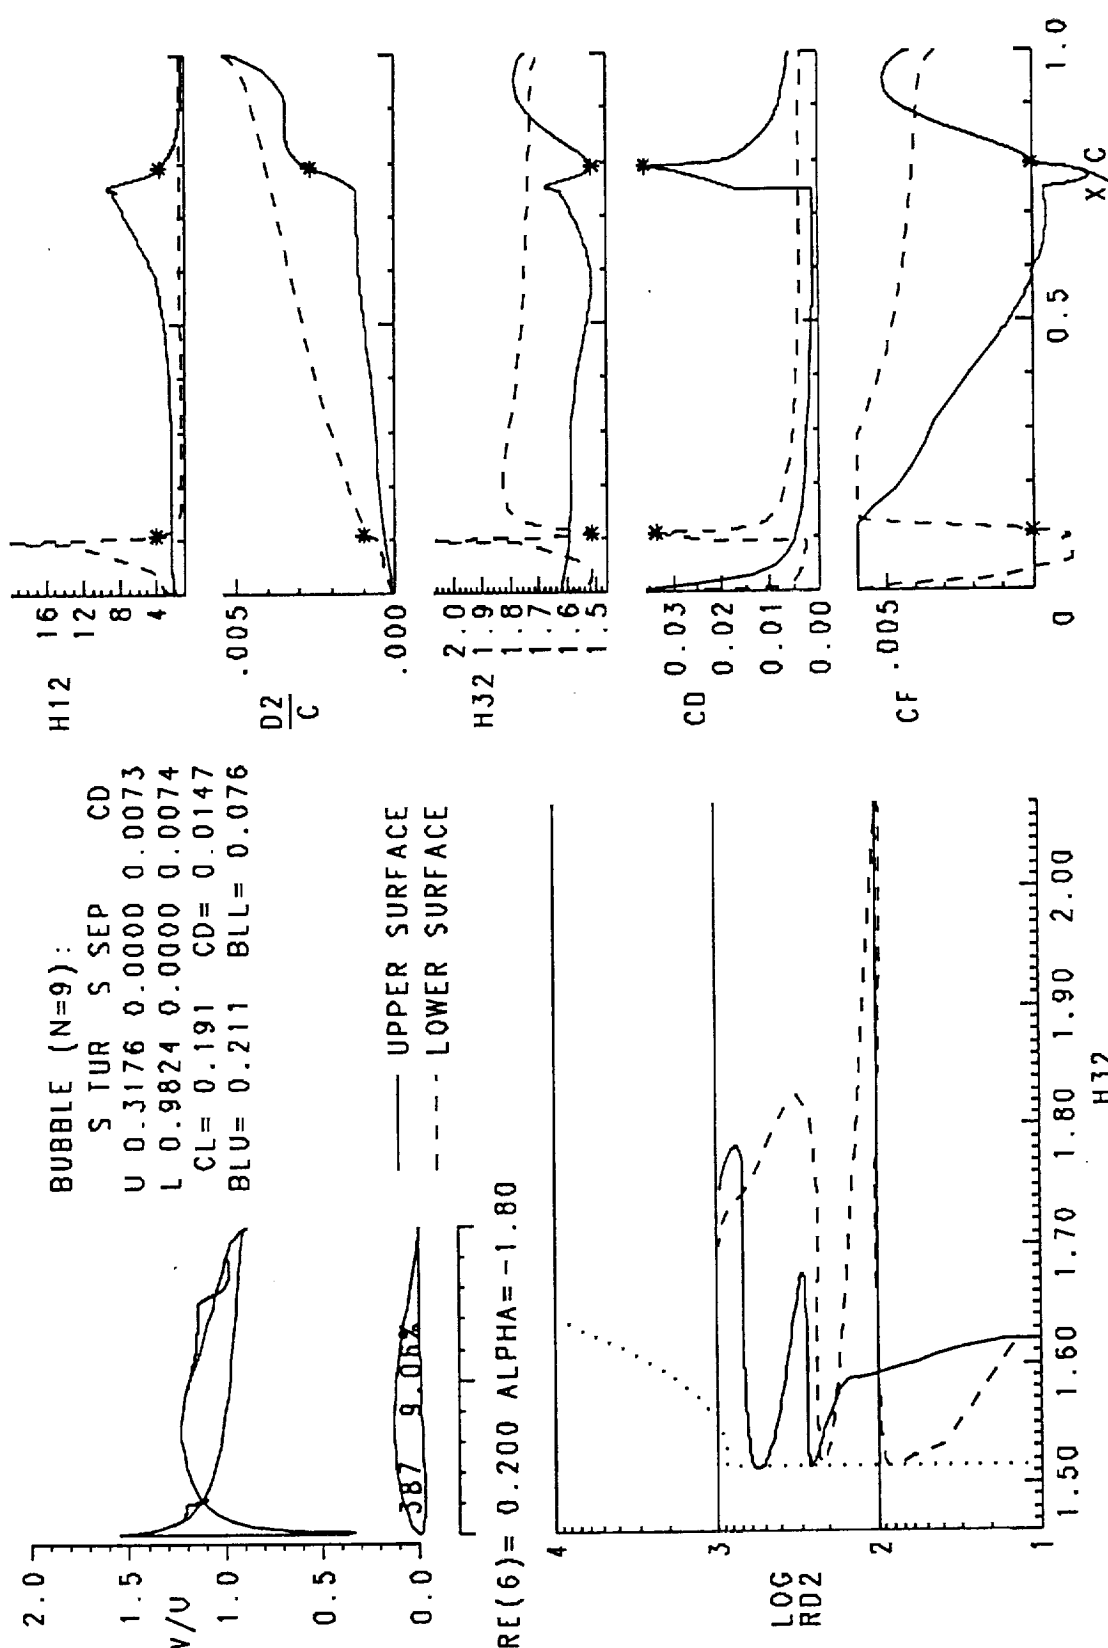 2.0
1.5
V/U
1.0
0.5
0.0
BUBBLE (N=9):
S TUR S SEP CD
U 0.3176 0.0000 0.0073
L 0.9824 0.0000 0.0074
CL= 0.191 CD= 0.0147
BLU= 0.211 BLL= 0.076
387 9.06%
UPPER SURFACE
LOWER SURFACE
RE(6)= 0.200 ALPHA=-1.80
4
3
LOG
RD2
2
1
1.50
1.60
1.70
1.80
1.90
2.00
H32
H12
16
12
8
4
.005
D2
C
.000
H32
2.0
1.9
1.8
1.7
1.6
1.5
CD
0.03
0.02
0.01
0.00
CF
.005
0
0.5
X/C
1.0